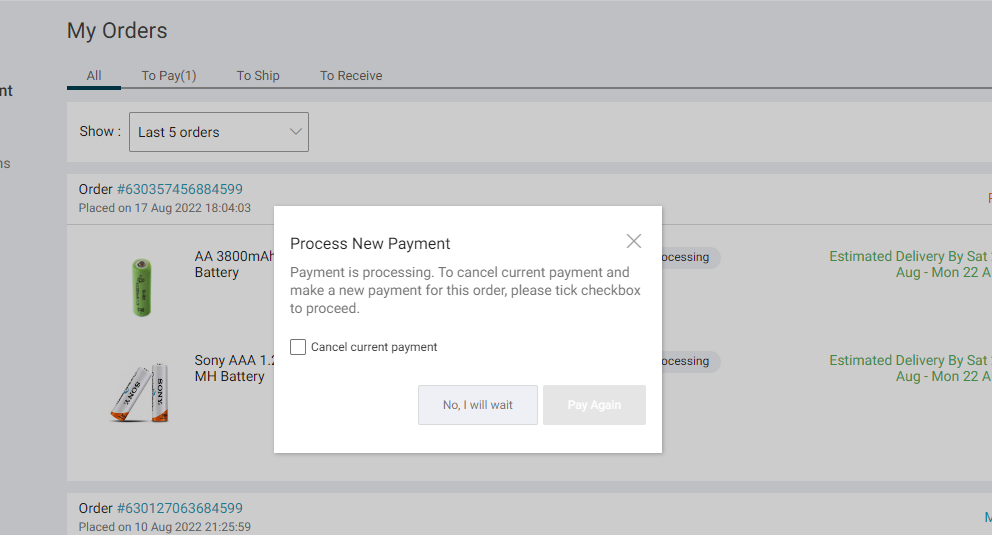 My Orders
All
To Pay(1)
To Ship
To Receive
nt
ns
Show :
Last 5 orders
Order #630357456884599
Placed on 17 Aug 2022 18:04:03
AA 3800mAh
Battery
ocessing
Estimated Delivery By Sat
Aug - Mon 22 A
Process New Payment
Payment is processing. To cancel current payment and
make a new payment for this order, please tick checkbox
to proceed.
Cancel current payment
No, I will wait
Pay Again
Sony AAA 1.2
MH Battery
SONY
SONY
ocessing
Estimated Delivery By Sat
Aug - Mon 22 A
Order #630127063684599
Placed on 10 Aug 2022 21:25:59
M